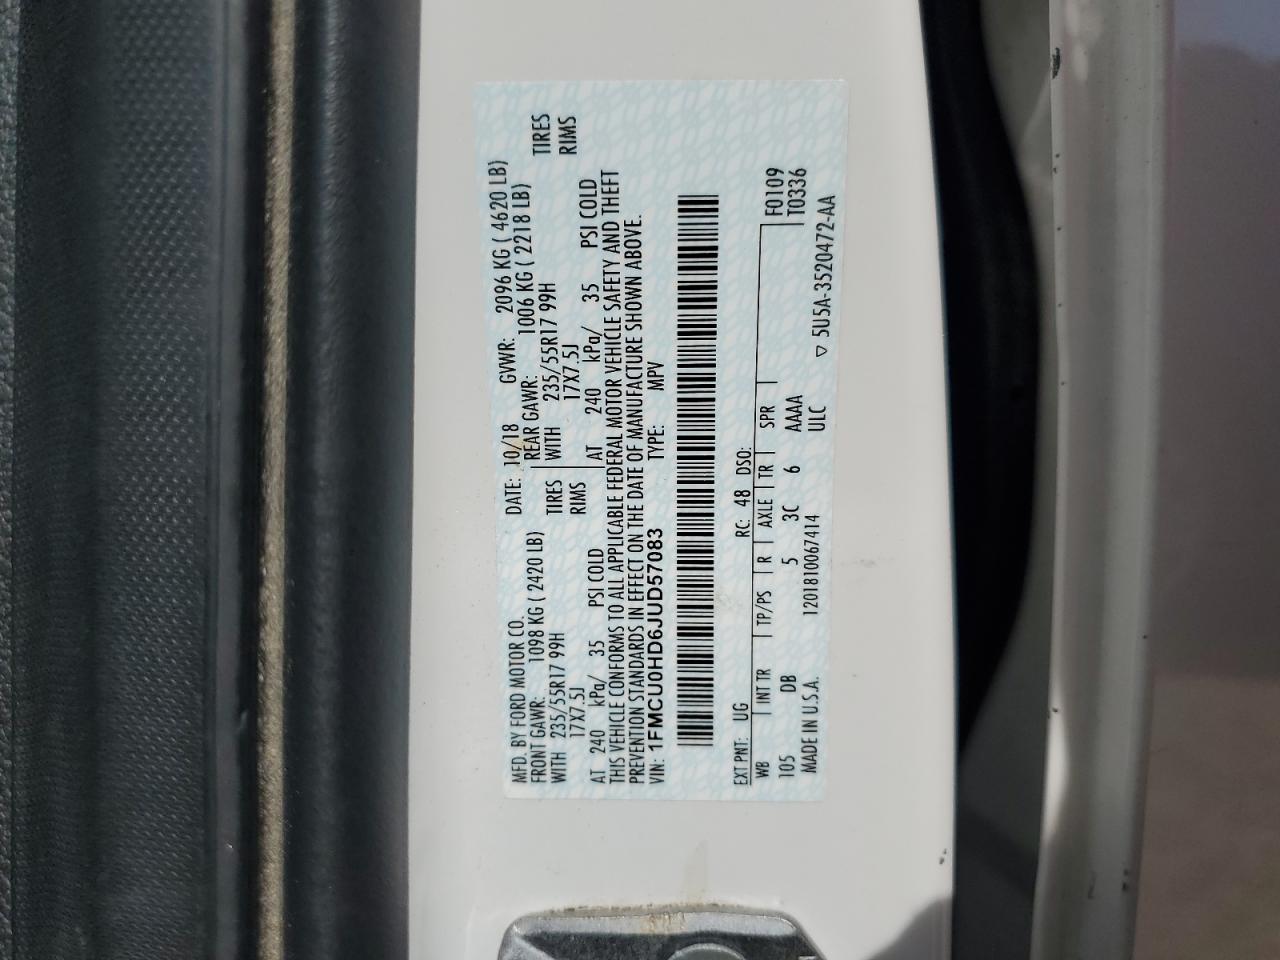 MFD. BY FORD MOTOR CO.
DATE: 10/18 GVWR: 2096 KG ( 4620 LB)
FRONT GAWR: 1098 KG ( 2420 LB) REAR GAWR: 1006 KG ( 2218 LB)
WITH 235/55R17 99H TIRES WITH 235/55R17 99H TIRES
17X7.5J RIMS 17X7.5J RIMS
AT 240 kPa/ 35 PSI COLD AT 240 kPa/ 35 PSI COLD
THIS VEHICLE CONFORMS TO ALL APPLICABLE FEDERAL MOTOR VEHICLE SAFETY AND THEFT
PREVENTION STANDARDS IN EFFECT ON THE DATE OF MANUFACTURE SHOWN ABOVE.
VIN: 1FMCU0HD6JUD57083 TYPE: MPV
EXT PNT: UG RC: 48 DSO:
F0109
WB INT TR TP/PS R AXLE TR SPR T0336
105 DB 5 3C 6 AAAA
▽ 5U5A-3520472-AA
MADE IN U.S.A. 1201810067414 ULC